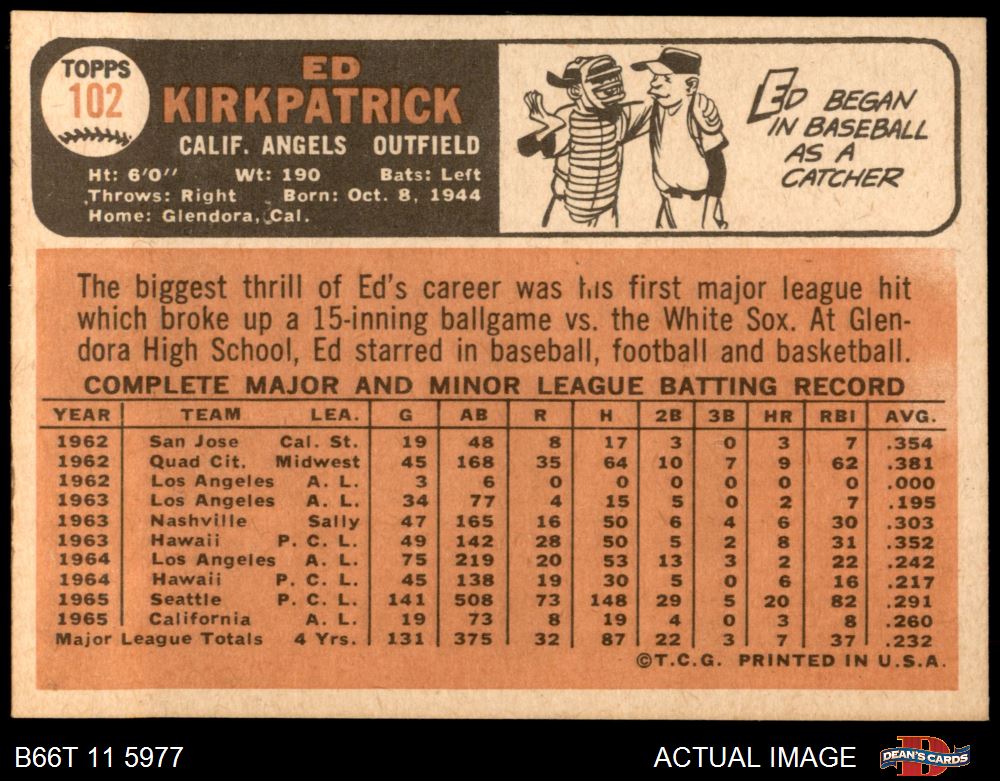 TOPPS
102
ED
KIRKPATRICK
CALIF. ANGELS OUTFIELD
Ht: 6'0" Wt: 190 Bats: Left
Throws: Right Born: Oct. 8, 1944
Home: Glendora, Cal.
ED BEGAN
IN BASEBALL
AS A
CATCHER
The biggest thrill of Ed's career was his first major league hit
which broke up a 15-inning ballgame vs. the White Sox. At Glen-
dora High School, Ed starred in baseball, football and basketball.
COMPLETE MAJOR AND MINOR LEAGUE BATTING RECORD
YEAR TEAM LEA. G AB R H 2B 3B HR RBI AVG.
1962 San Jose Cal. St. 19 48 8 17 3 0 3 7 .354
1962 Quad Cit. Midwest 45 168 35 64 10 7 9 62 .381
1962 Los Angeles A. L. 3 6 0 0 0 0 0 0 .000
1963 Los Angeles A. L. 34 77 4 15 5 0 2 7 .195
1963 Nashville Sally 47 165 16 50 6 4 6 30 .303
1963 Hawaii P. C. L. 49 142 28 50 5 2 8 31 .352
1964 Los Angeles A. L. 75 219 20 53 13 3 2 22 .242
1964 Hawaii P. C. L. 45 138 19 30 5 0 6 16 .217
1965 Seattle P. C. L. 141 508 73 148 29 5 20 82 .291
1965 California A. L. 19 73 8 19 4 0 3 8 .260
Major League Totals 4 Yrs. 131 375 32 87 22 3 7 37 .232
©T.C.G. PRINTED IN U.S.A.
B66T 11 5977 ACTUAL IMAGE DEAN'S CARDS